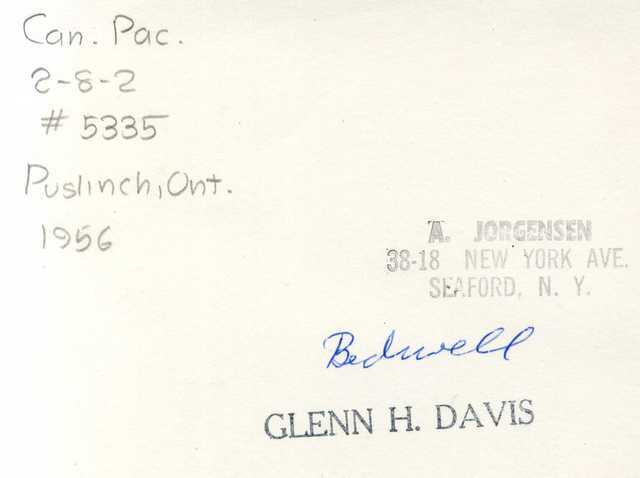 Can. Pac.
2-8-2
# 5335
Puslinch, Ont.
1956
A. JORGENSEN
38-18 NEW YORK AVE.
SEAFORD, N. Y.
Bedwell
GLENN H. DAVIS